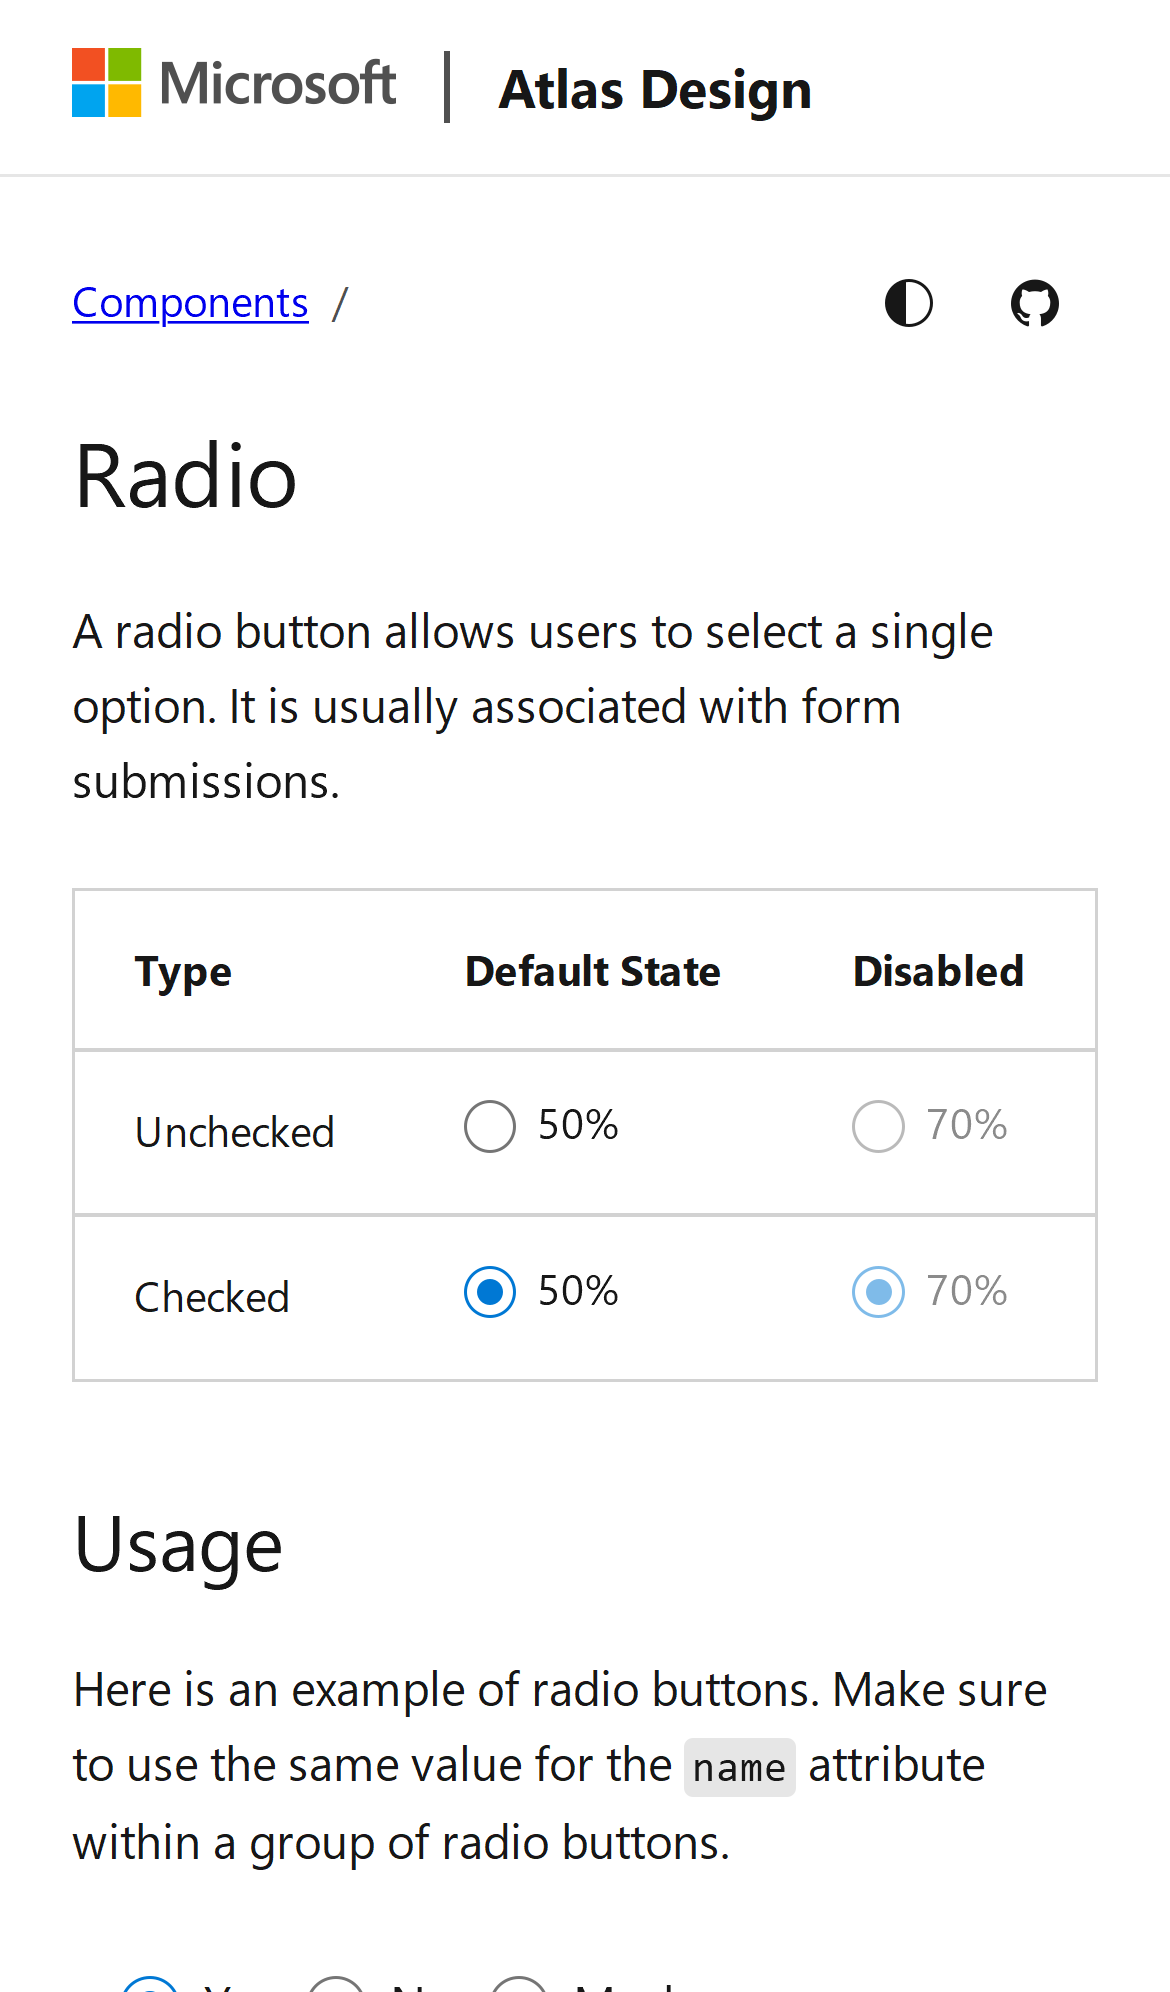 Microsoft | Atlas Design
Components /
Radio
A radio button allows users to select a single
option. It is usually associated with form
submissions.
Type Default State Disabled
Unchecked 50% 70%
Checked 50% 70%
Usage
Here is an example of radio buttons. Make sure
to use the same value for the name attribute
within a group of radio buttons.